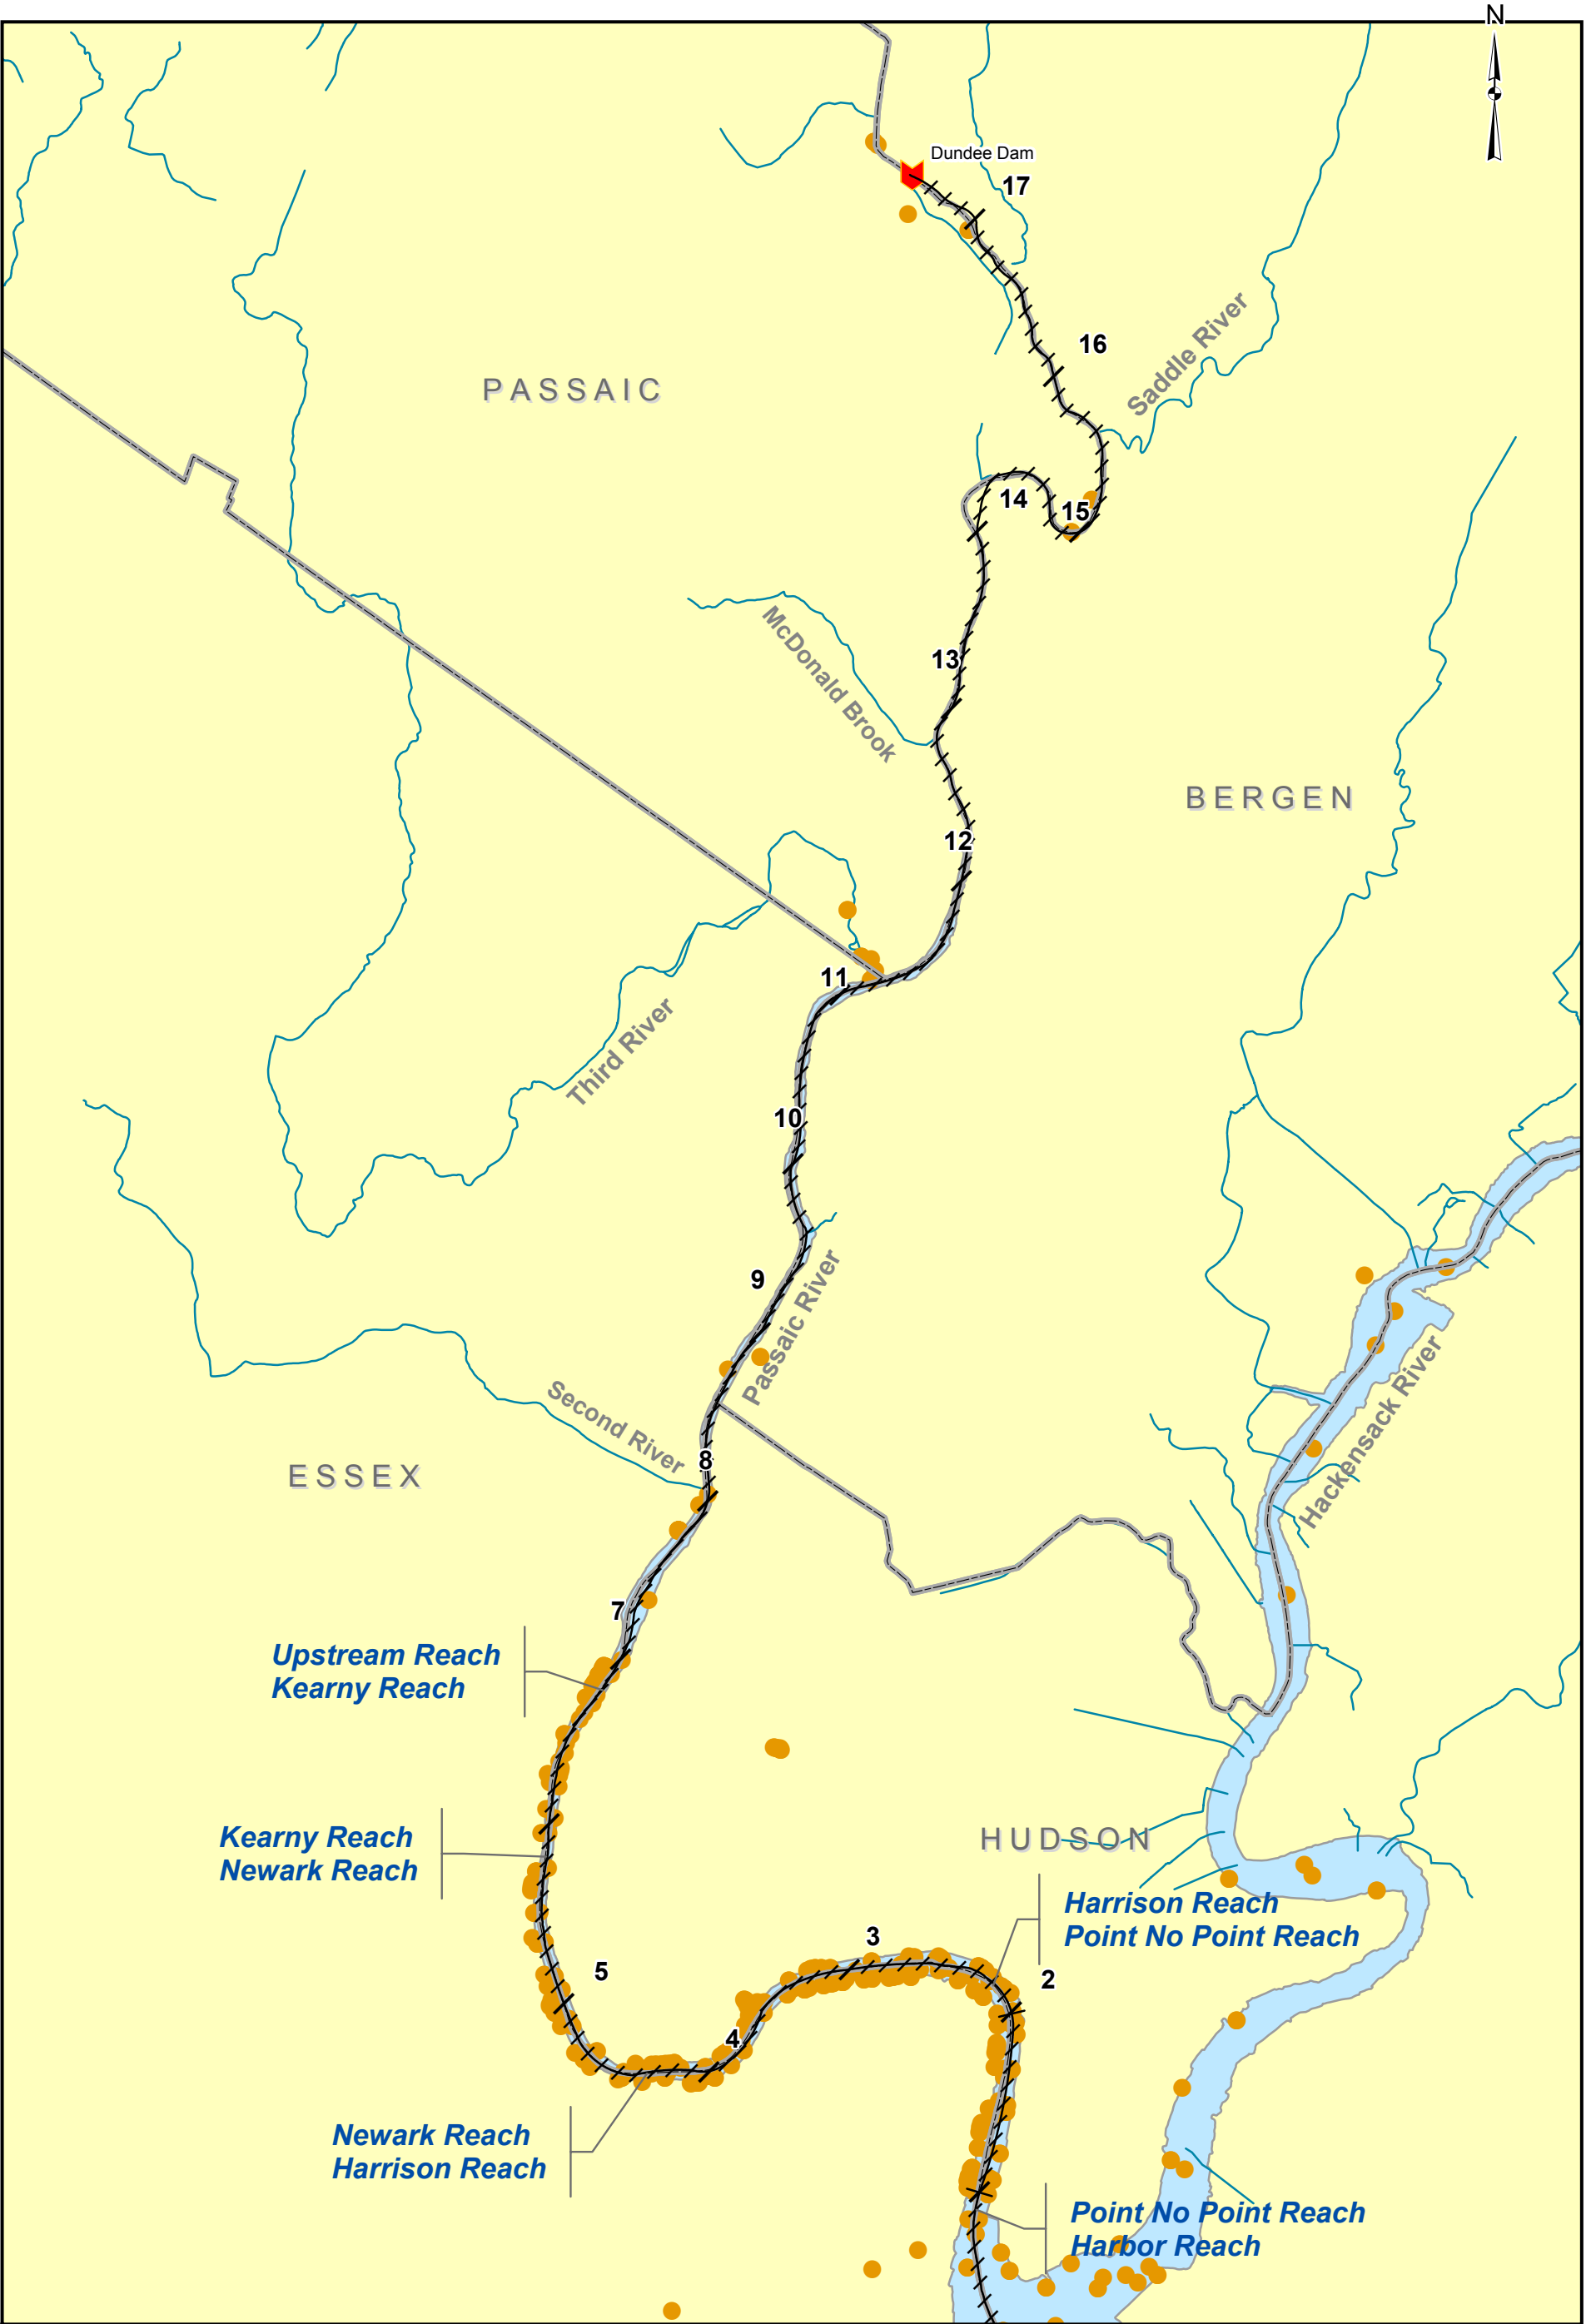 N
Dundee Dam
17
16
Saddle River
PASSAIC
14
15
McDonald Brook
13
BERGEN
12
11
Third River
10
9
Passaic River
Hackensack River
Second River
8
ESSEX
7
Upstream Reach
Kearny Reach
Kearny Reach
Newark Reach
HUDSON
Harrison Reach
Point No Point Reach
3
5
2
4
Newark Reach
Harrison Reach
Point No Point Reach
Harbor Reach